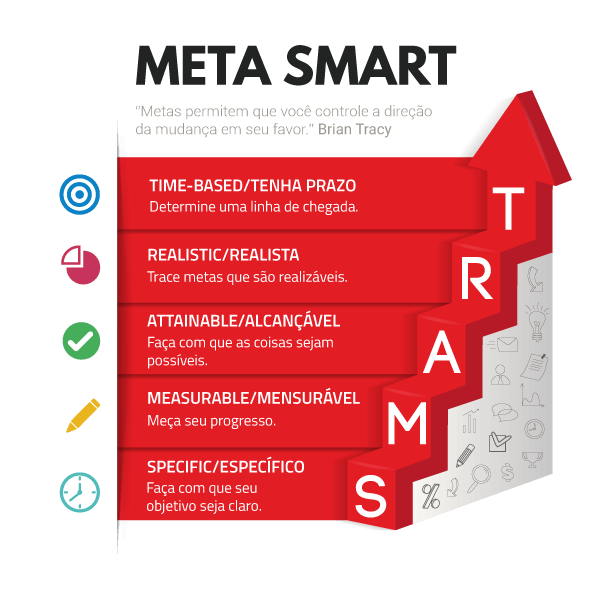 META SMART
“Metas permitem que você controle a direção
da mudança em seu favor.” Brian Tracy
TIME-BASED/TENHA PRAZO
Determine uma linha de chegada.
T
REALISTIC/REALISTA
Trace metas que são realizáveis.
R
ATTAINABLE/ALCANÇÁVEL
Faça com que as coisas sejam
possíveis.
A
MEASURABLE/MENSURÁVEL
Meça seu progresso.
M
SPECIFIC/ESPECÍFICO
Faça com que seu
objetivo seja claro.
S
%
$